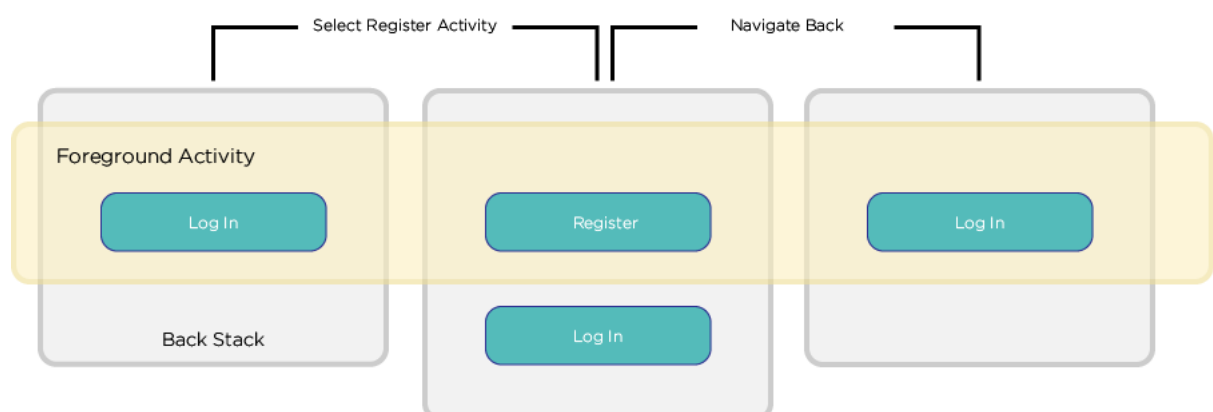 Select Register Activity
Navigate Back
Foreground Activity
Log In
Register
Log In
Back Stack
Log In